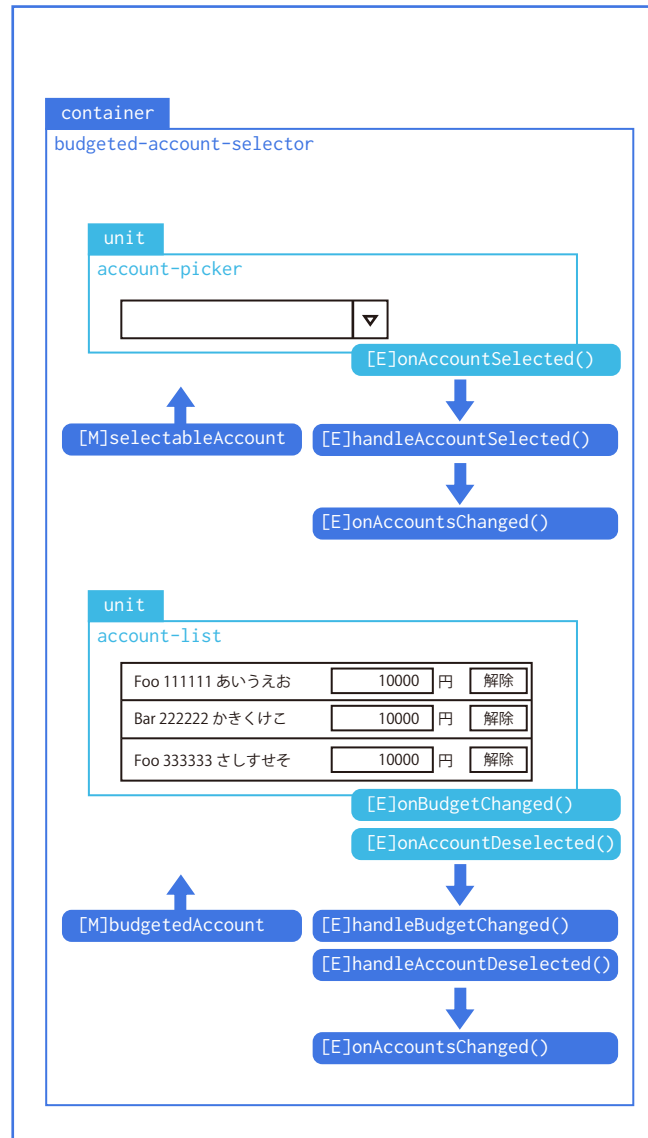 container
budgeted-account-selector
unit
account-picker
[E]onAccountSelected()
[M]selectableAccount
[E]handleAccountSelected()
[E]onAccountsChanged()
unit
account-list
Foo 111111 あいうえお 10000 円 解除
Bar 222222 かきくけこ 10000 円 解除
Foo 333333 さしすせそ 10000 円 解除
[E]onBudgetChanged()
[E]onAccountDeselected()
[M]budgetedAccount
[E]handleBudgetChanged()
[E]handleAccountDeselected()
[E]onAccountsChanged()